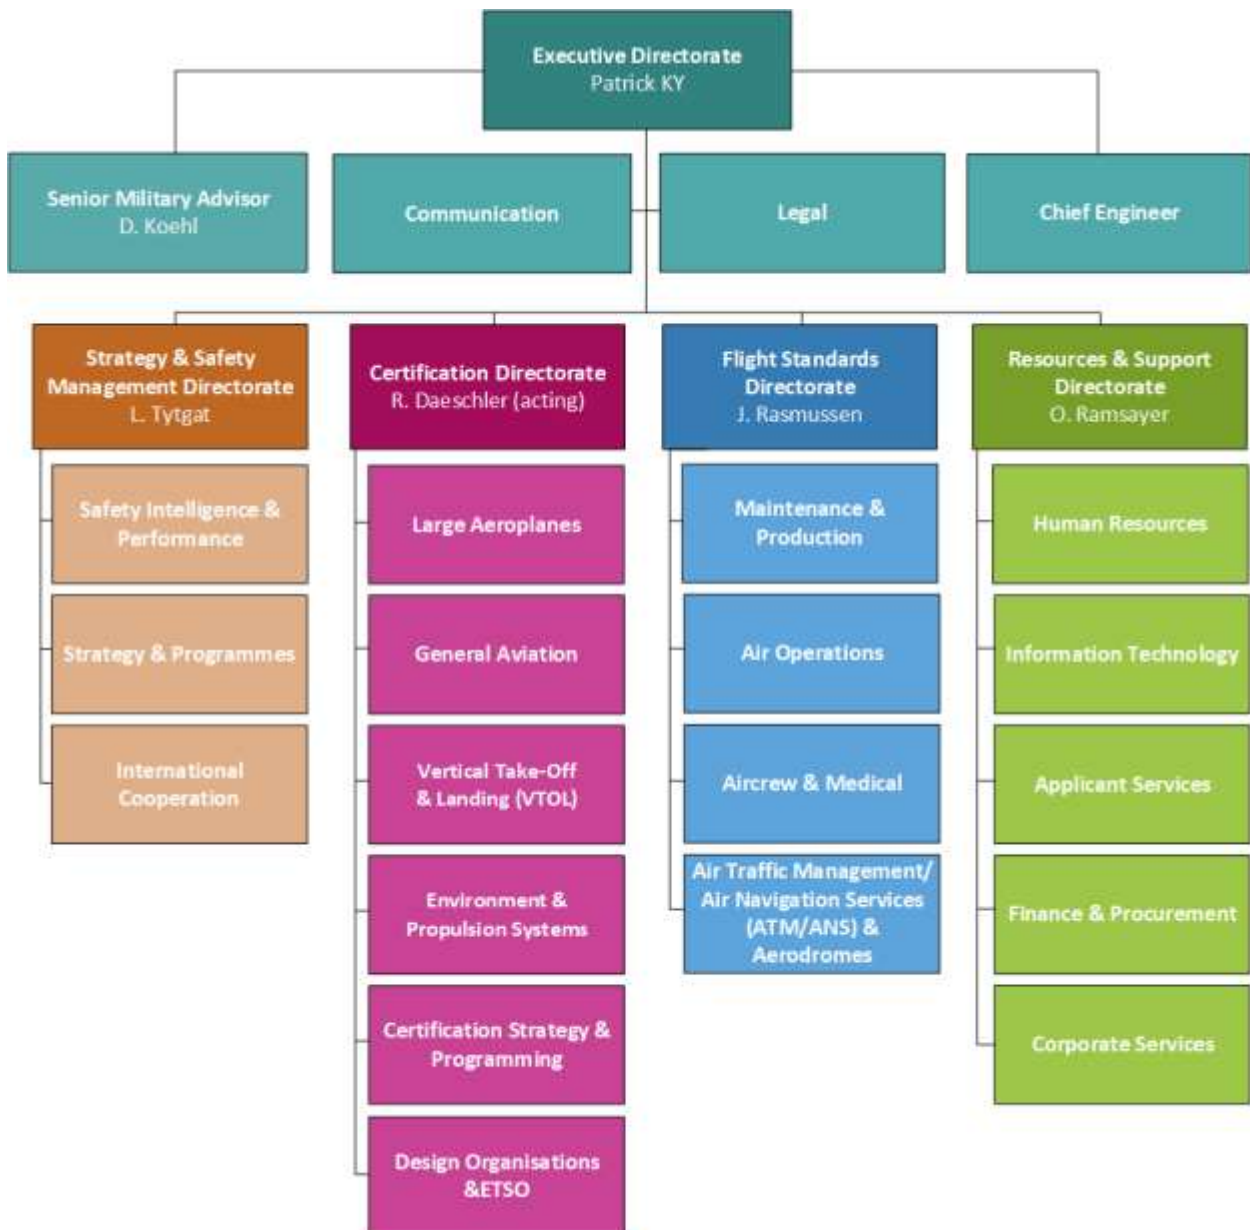 Executive Directorate
Patrick KY
Senior Military Advisor
D. Koehl
Communication
Legal
Chief Engineer
Strategy & Safety
Management Directorate
L. Tytgat
Certification Directorate
R. Daeschler (acting)
Flight Standards
Directorate
J. Rasmussen
Resources & Support
Directorate
O. Ramsayer
Safety Intelligence &
Performance
Strategy & Programmes
International
Cooperation
Large Aeroplanes
General Aviation
Vertical Take-Off
& Landing (VTOL)
Environment &
Propulsion Systems
Certification Strategy &
Programming
Design Organisations
&ETSO
Maintenance &
Production
Air Operations
Aircrew & Medical
Air Traffic Management/
Air Navigation Services
(ATM/ANS) &
Aerodromes
Human Resources
Information Technology
Applicant Services
Finance & Procurement
Corporate Services